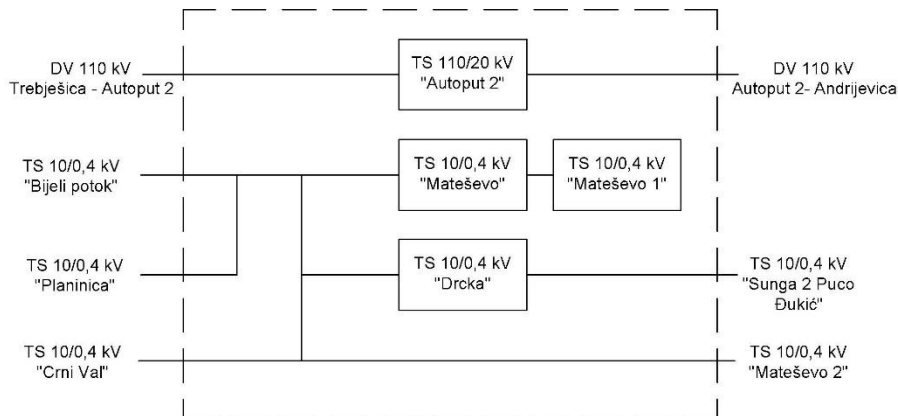 DV 110 kV
Trebješica - Autoput 2
TS 110/20 kV
"Autoput 2"
DV 110 kV
Autoput 2- Andrijevica
TS 10/0,4 kV
"Bijeli potok"
TS 10/0,4 kV
"Mateševo"
TS 10/0,4 kV
"Mateševo 1"
TS 10/0,4 kV
"Planinica"
TS 10/0,4 kV
"Drcka"
TS 10/0,4 kV
"Sunga 2 Puco
Đukić"
TS 10/0,4 kV
"Crni Val"
TS 10/0,4 kV
"Mateševo 2"